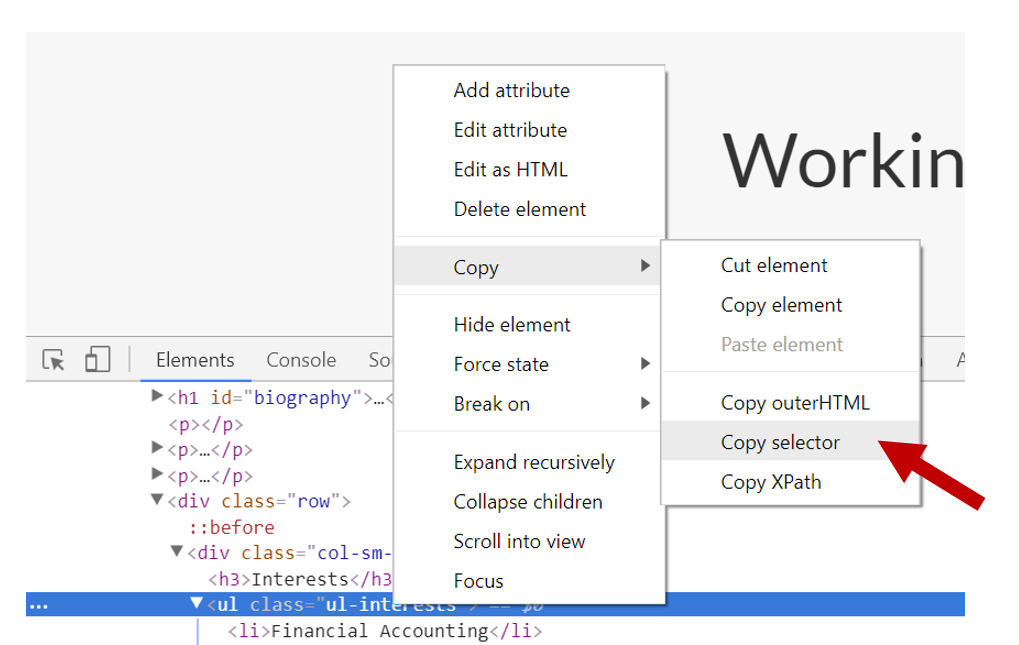 Workin
Add attribute
Edit attribute
Edit as HTML
Delete element
Copy
Hide element
Force state
Break on
Expand recursively
Collapse children
Scroll into view
Focus
Cut element
Copy element
Paste element
Copy outerHTML
Copy selector
Copy XPath
Elements Console So A
<h1 id="biography">…<
<p></p>
<p>…</p>
<p>…</p>
<div class="row">
::before
<div class="col-sm-
<h3>Interests</h3
… <ul class="ul-interests"> == $0
<li>Financial Accounting</li>